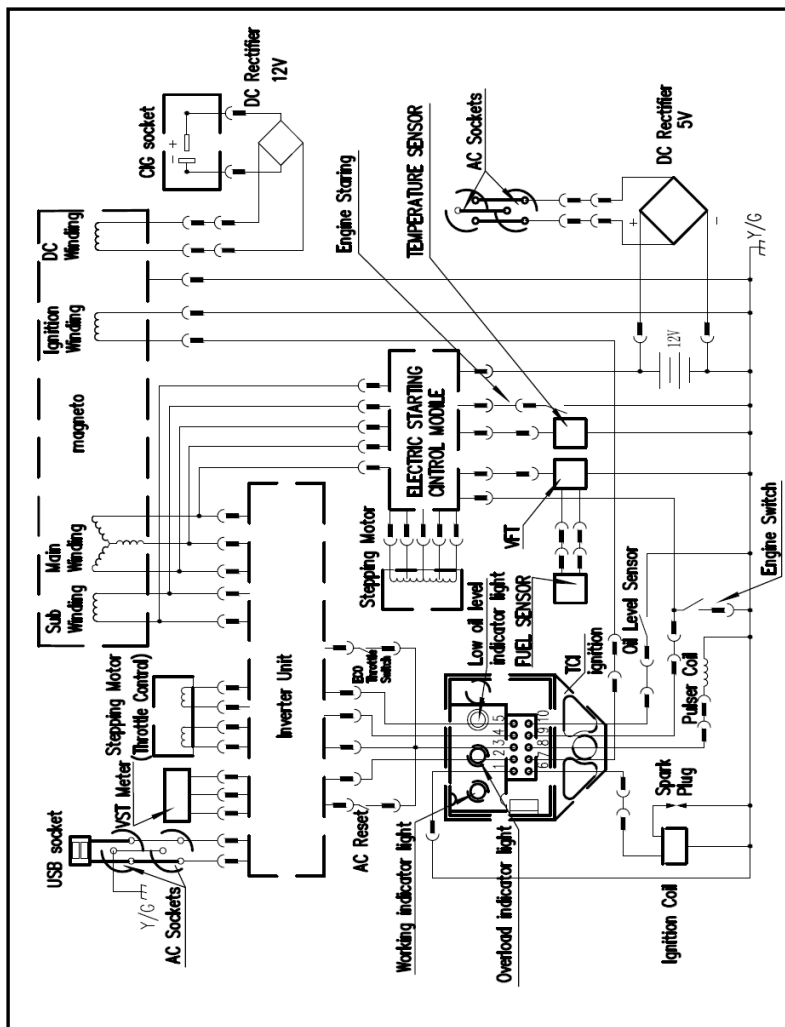 AC Sockets
Y/G
USB socket
VST Meter
Stepping Motor
(Throttle Control)
Sub
Winding
Main
Winding
magneto
Ignition
Winding
DC
Winding
CIG socket
- +
DC Rectifier
12V
Inverter Unit
AC Reset
ECO
Throttle
Switch
Stepping Motor
ELECTRIC STARTING
CINTROL MODILE
Engine Staring
TEMPERATURE SENSOR
AC Sockets
Working indicator light
Overload indicator light
Low oil level
indicator light
1 2 3 4 5
6 7 8 9 10
FUEL SENSOR
VFT
TCI
ignition
Oil Level Sensor
Pulser Coil
Engine Switch
Spark
Plug
Ignition Coil
12V
+
-
DC Rectifier
5V
Y/G